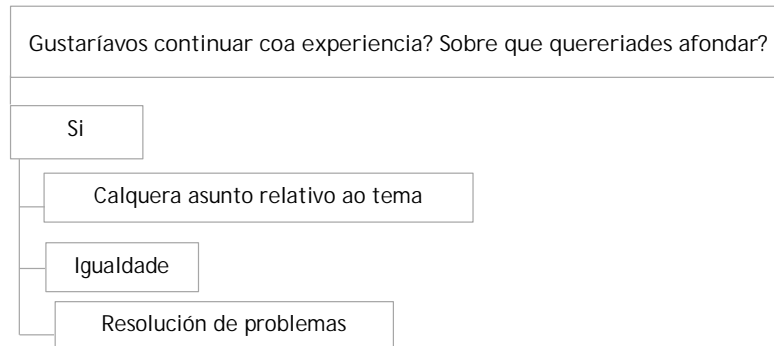 Gustaríavos continuar coa experiencia? Sobre que quereriades afondar?
Si
Calquera asunto relativo ao tema
Igualdade
Resolución de problemas